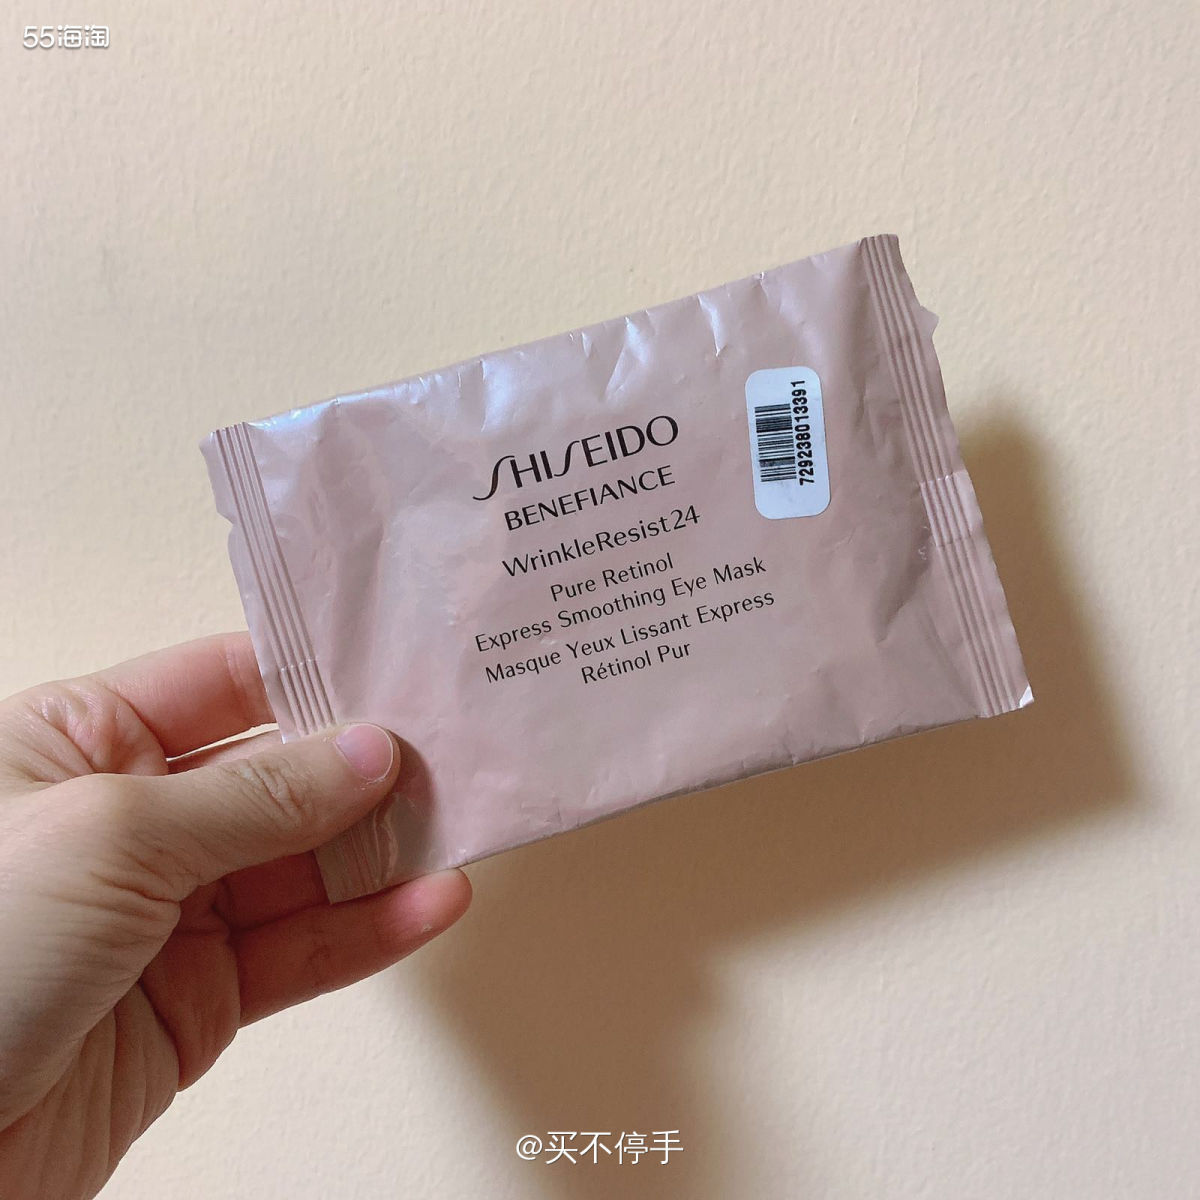 55海淘
SHISEIDO
BENEFIANCE
WrinkleResist24
Pure Retinol
Express Smoothing Eye Mask
Masque Yeux Lissant Express
Rétinol Pur
729238013391
@买不停手